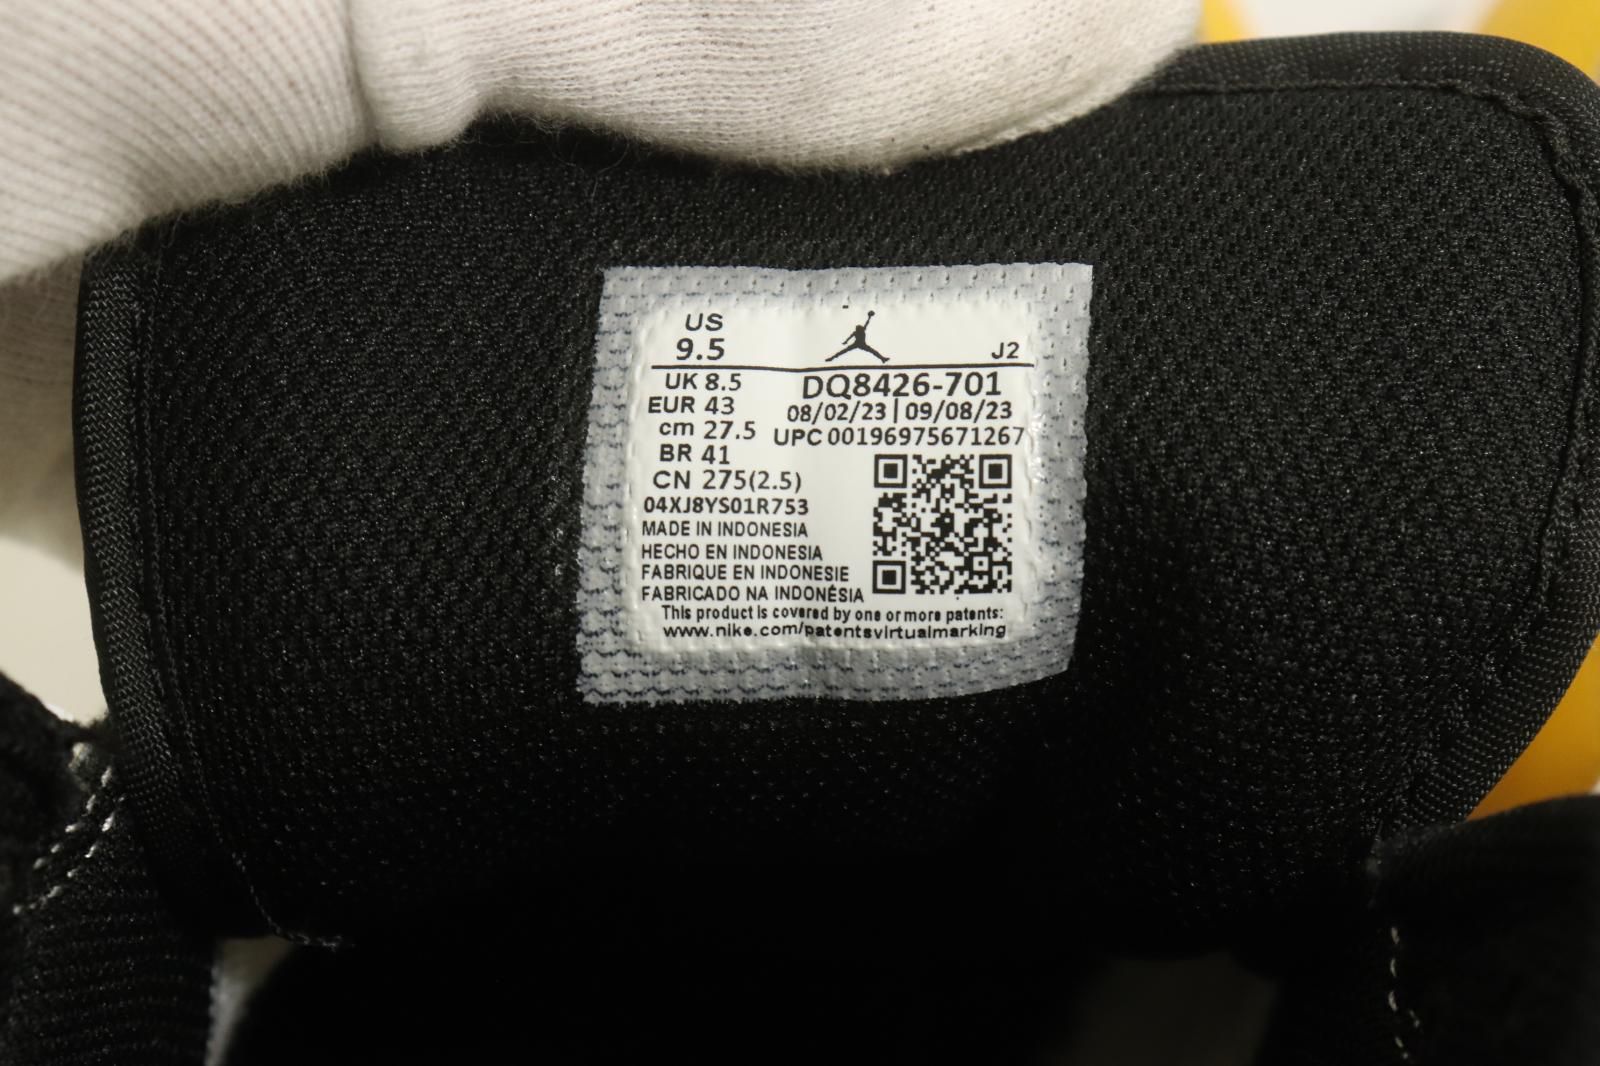 US
9.5
J2
UK 8.5
DQ8426-701
EUR 43
08/02/23 | 09/08/23
cm 27.5
UPC 00196975671267
BR 41
CN 275(2.5)
04XJ8YS01R753
MADE IN INDONESIA
HECHO EN INDONESIA
FABRIQUE EN INDONESIE
FABRICADO NA INDONÉSIA
This product is covered by one or more patents:
www.nike.com/patentsvirtualmarking